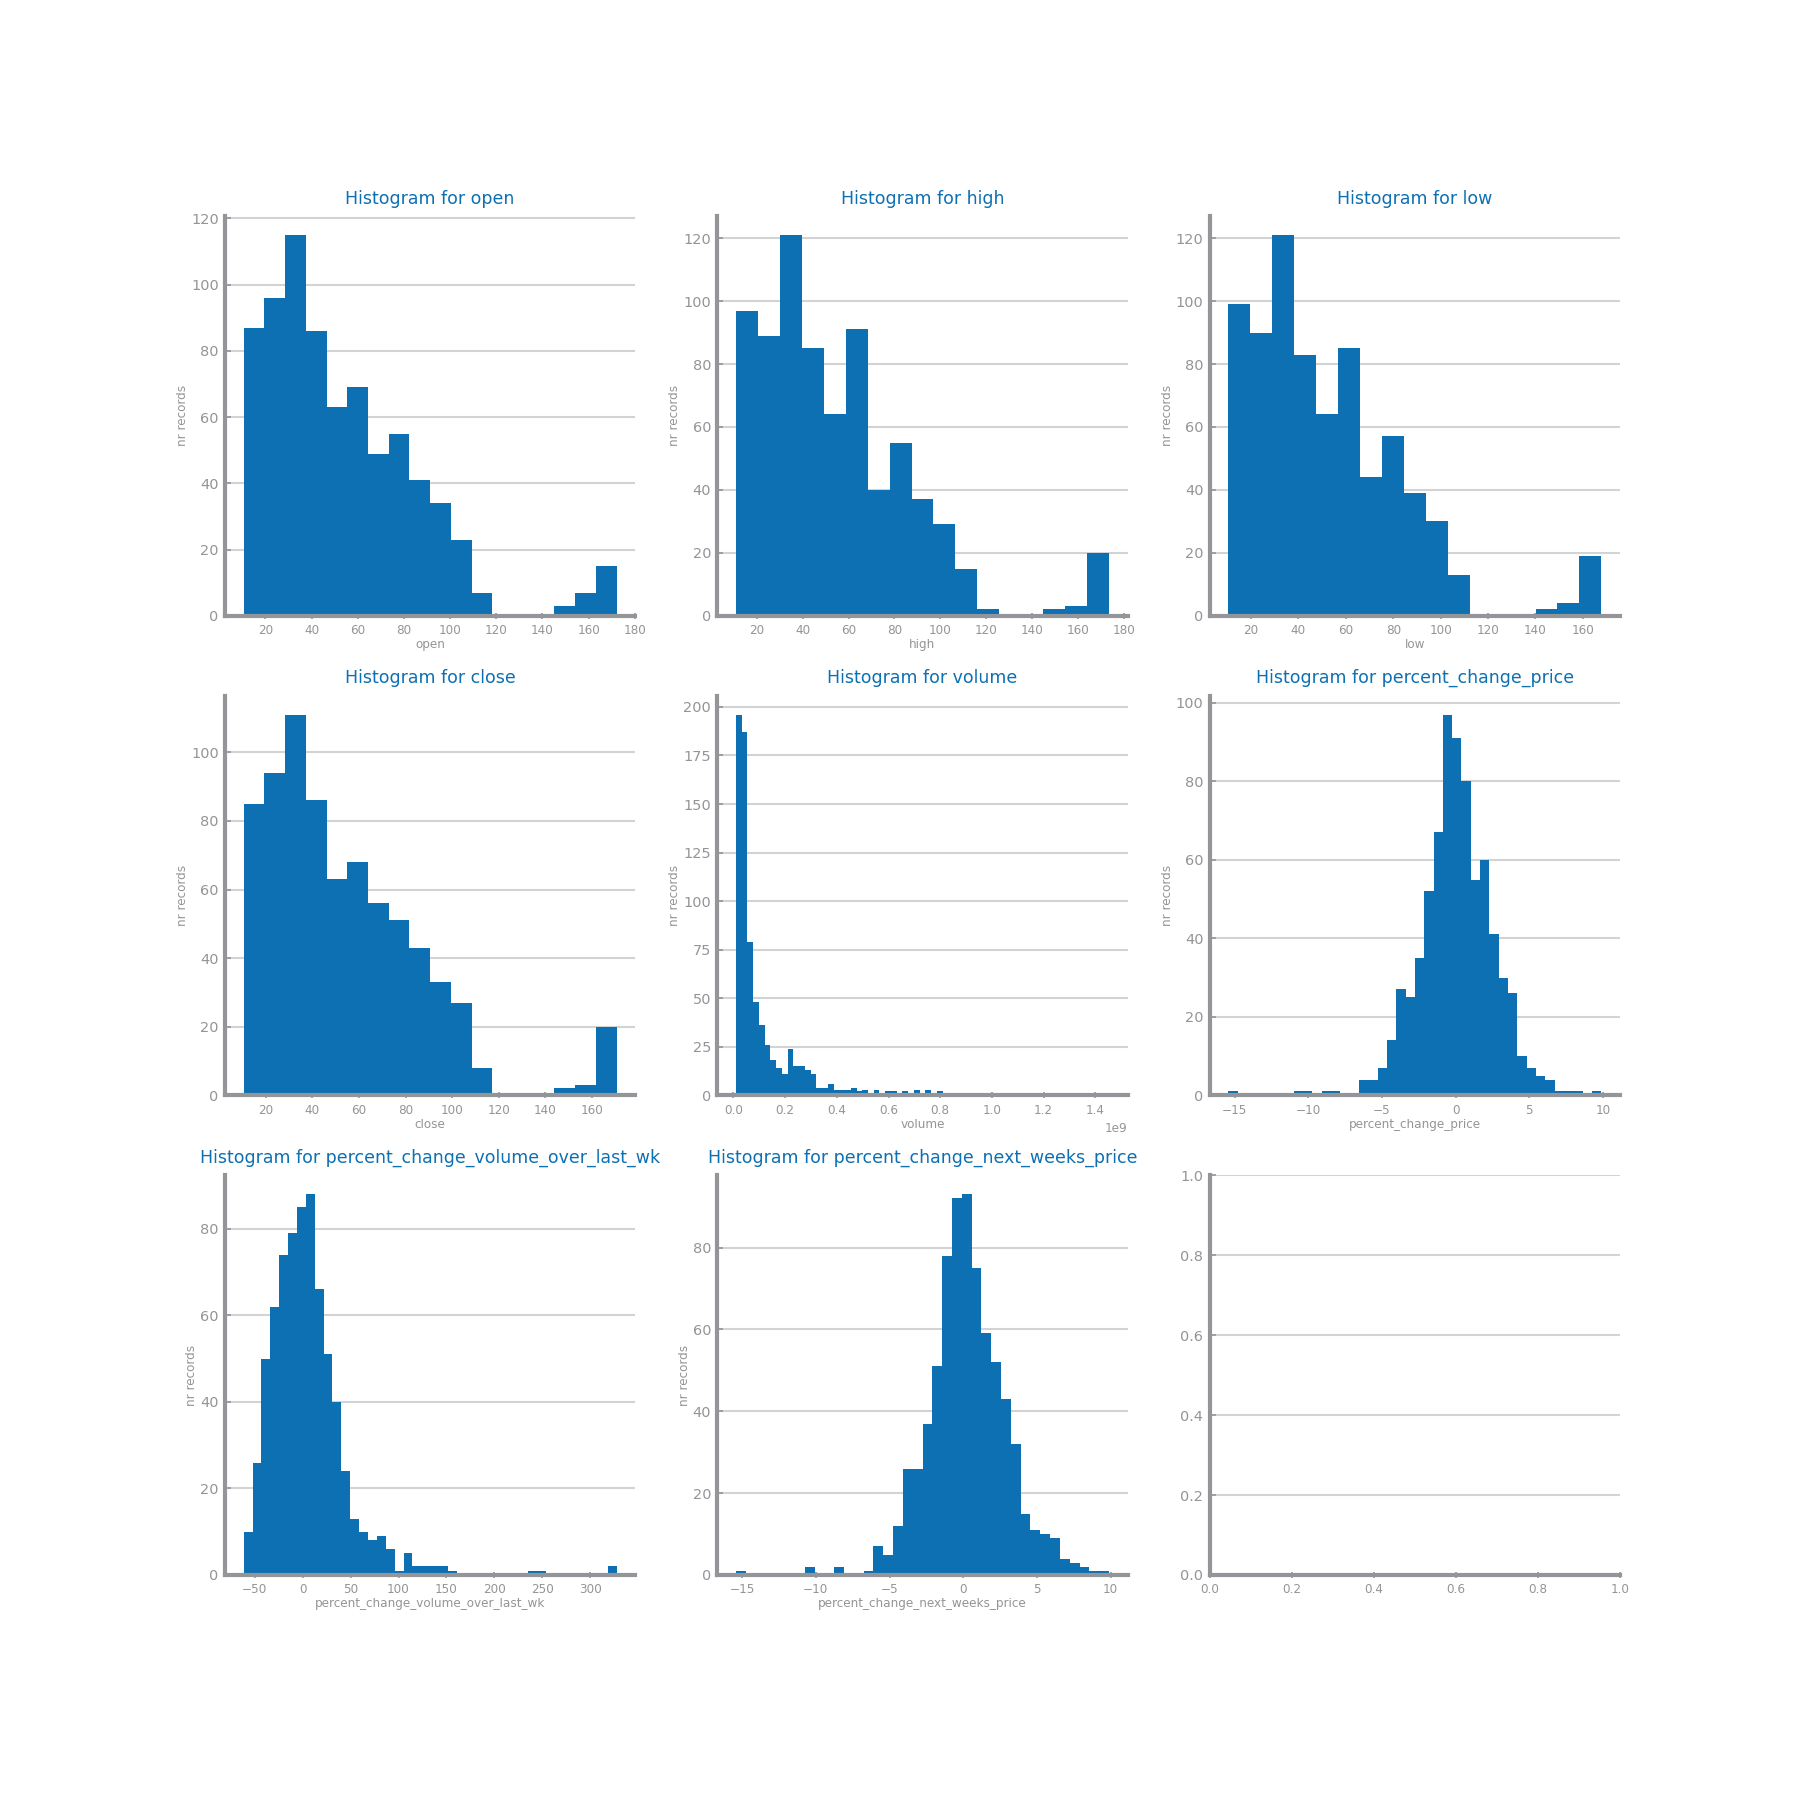 Histogram for open
120
100
80
60
40
20
0
nr records
20 40 60 80 100 120 140 160 180
open
Histogram for high
120
100
80
60
40
20
0
nr records
20 40 60 80 100 120 140 160 180
high
Histogram for low
120
100
80
60
40
20
0
nr records
20 40 60 80 100 120 140 160
low
Histogram for close
100
80
60
40
20
0
nr records
20 40 60 80 100 120 140 160
close
Histogram for volume
200
175
150
125
100
75
50
25
0
nr records
0.0 0.2 0.4 0.6 0.8 1.0 1.2 1.4
volume
1e9
Histogram for percent_change_price
100
80
60
40
20
0
nr records
−15 −10 −5 0 5 10
percent_change_price
Histogram for percent_change_volume_over_last_wk
80
60
40
20
0
nr records
−50 0 50 100 150 200 250 300
percent_change_volume_over_last_wk
Histogram for percent_change_next_weeks_price
80
60
40
20
0
nr records
−15 −10 −5 0 5 10
percent_change_next_weeks_price
1.0
0.8
0.6
0.4
0.2
0.0
0.0 0.2 0.4 0.6 0.8 1.0